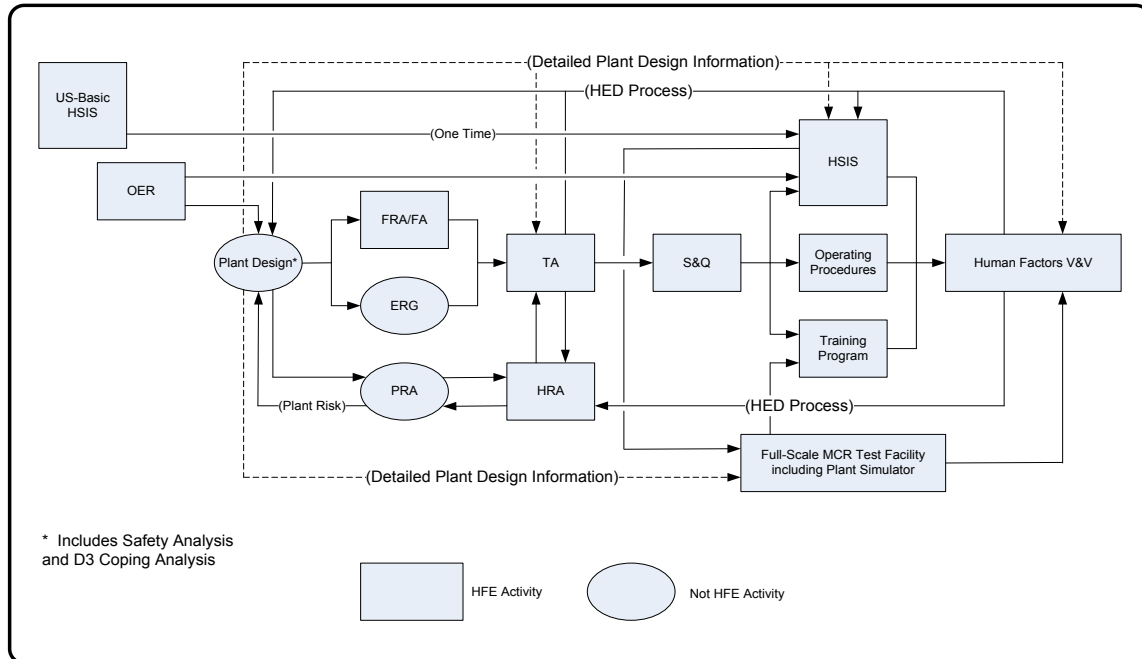 (Detailed Plant Design Information)
US-Basic
HSIS
(HED Process)
(One Time)
HSIS
OER
FRA/FA
Plant Design*
TA
S&Q
Operating
Procedures
Human Factors V&V
ERG
Training
Program
PRA
HRA
(Plant Risk)
(HED Process)
Full-Scale MCR Test Facility
including Plant Simulator
(Detailed Plant Design Information)
* Includes Safety Analysis
and D3 Coping Analysis
HFE Activity
Not HFE Activity